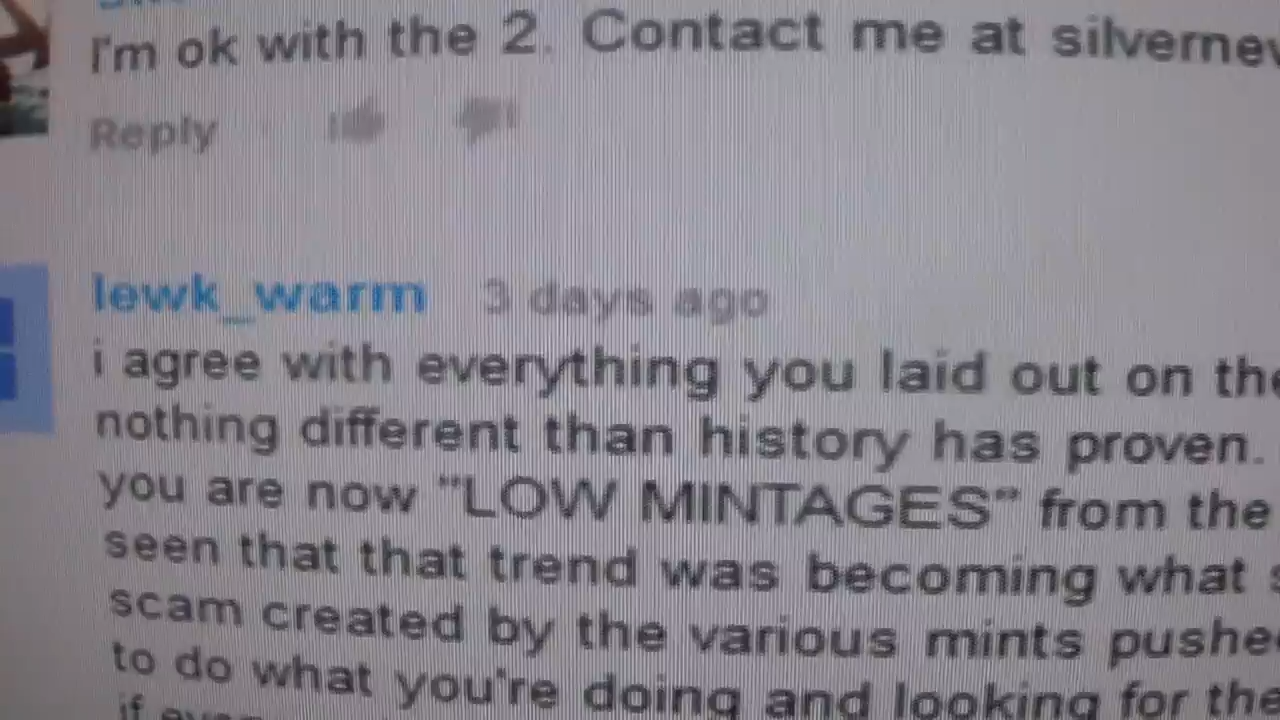 I'm ok with the 2. Contact me at silvernev
Reply
lewk_warm 3 days ago
i agree with everything you laid out on the
nothing different than history has proven.
you are now "LOW MINTAGES" from the
seen that that trend was becoming what s
scam created by the various mints pushe
to do what you're doing and looking for the
if